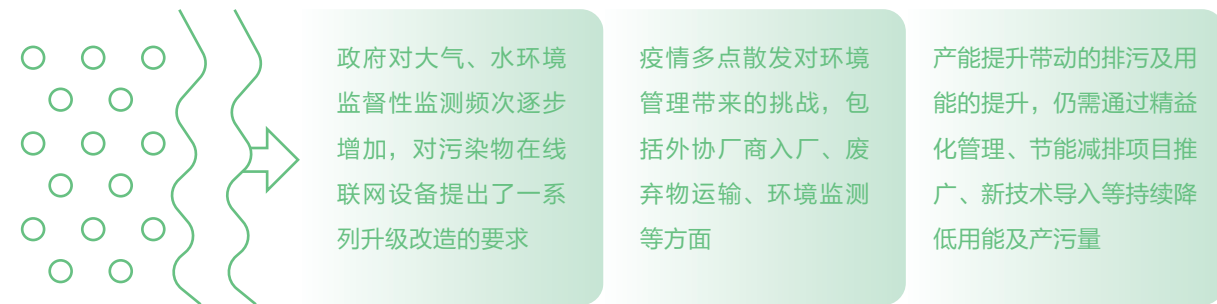 政府对大气、水环境
监督性监测频次逐步
增加，对污染物在线
联网设备提出了一系
列升级改造的要求
疫情多点散发对环境
管理带来的挑战，包
括外协厂商入厂、废
弃物运输、环境监测
等方面
产能提升带动的排污及用
能的提升，仍需通过精益
化管理、节能减排项目推
广、新技术导入等持续降
低用能及产污量